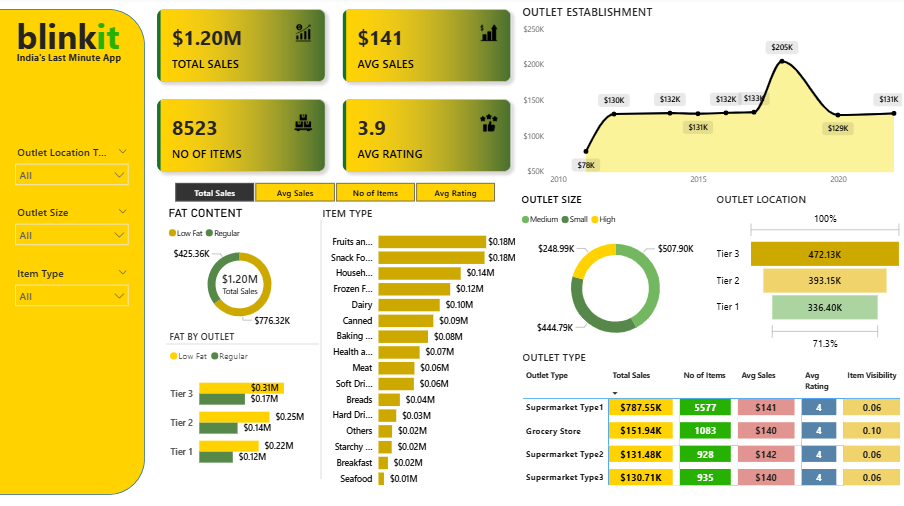 blinkit
India's Last Minute App
Outlet Location T...
All
Outlet Size
All
Item Type
All
$1.20M
TOTAL SALES
$141
AVG SALES
8523
NO OF ITEMS
3.9
AVG RATING
Total Sales
Avg Sales
No of Items
Avg Rating
FAT CONTENT
Low Fat Regular
$425.36K
$1.20M
Total Sales
$776.32K
FAT BY OUTLET
Low Fat Regular
Tier 3
$0.31M
$0.17M
Tier 2
$0.25M
$0.14M
Tier 1
$0.22M
$0.12M
ITEM TYPE
Fruits an... $0.18M
Snack Fo... $0.18M
Househ... $0.14M
Frozen F... $0.12M
Dairy $0.10M
Canned $0.09M
Baking ... $0.08M
Health a... $0.07M
Meat $0.06M
Soft Dri... $0.06M
Breads $0.04M
Hard Dri... $0.03M
Others $0.02M
Starchy ... $0.02M
Breakfast $0.02M
Seafood $0.01M
OUTLET ESTABLISHMENT
$250K
$200K
$150K
$100K
$50K
$78K
$130K
$132K
$131K
$132K
$133K
$205K
$129K
$131K
2010 2015 2020
OUTLET SIZE
Medium Small High
$248.99K
$507.90K
$444.79K
OUTLET LOCATION
100%
Tier 3 472.13K
Tier 2 393.15K
Tier 1 336.40K
71.3%
OUTLET TYPE
Outlet Type Total Sales No of Items Avg Sales Avg Rating Item Visibility
Supermarket Type1 $787.55K 5577 $141 4 0.06
Grocery Store $151.94K 1083 $140 4 0.10
Supermarket Type2 $131.48K 928 $142 4 0.06
Supermarket Type3 $130.71K 935 $140 4 0.06